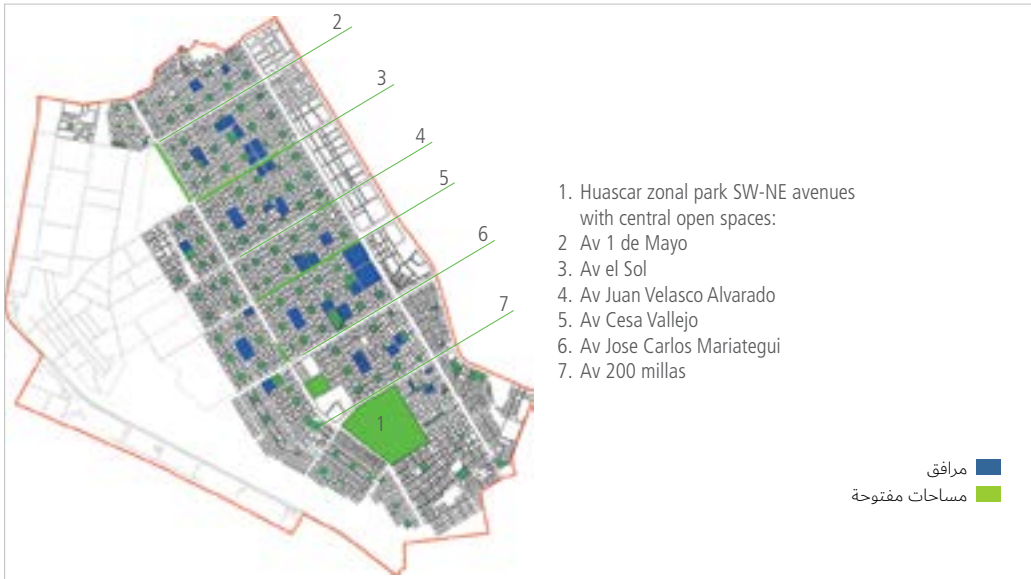 2
3
4
5
6
7
1
1. Huascar zonal park SW-NE avenues
with central open spaces:
2 Av 1 de Mayo
3. Av el Sol
4. Av Juan Velasco Alvarado
5. Av Cesa Vallejo
6. Av Jose Carlos Mariategui
7. Av 200 millas
مرافق
مساحات مفتوحة